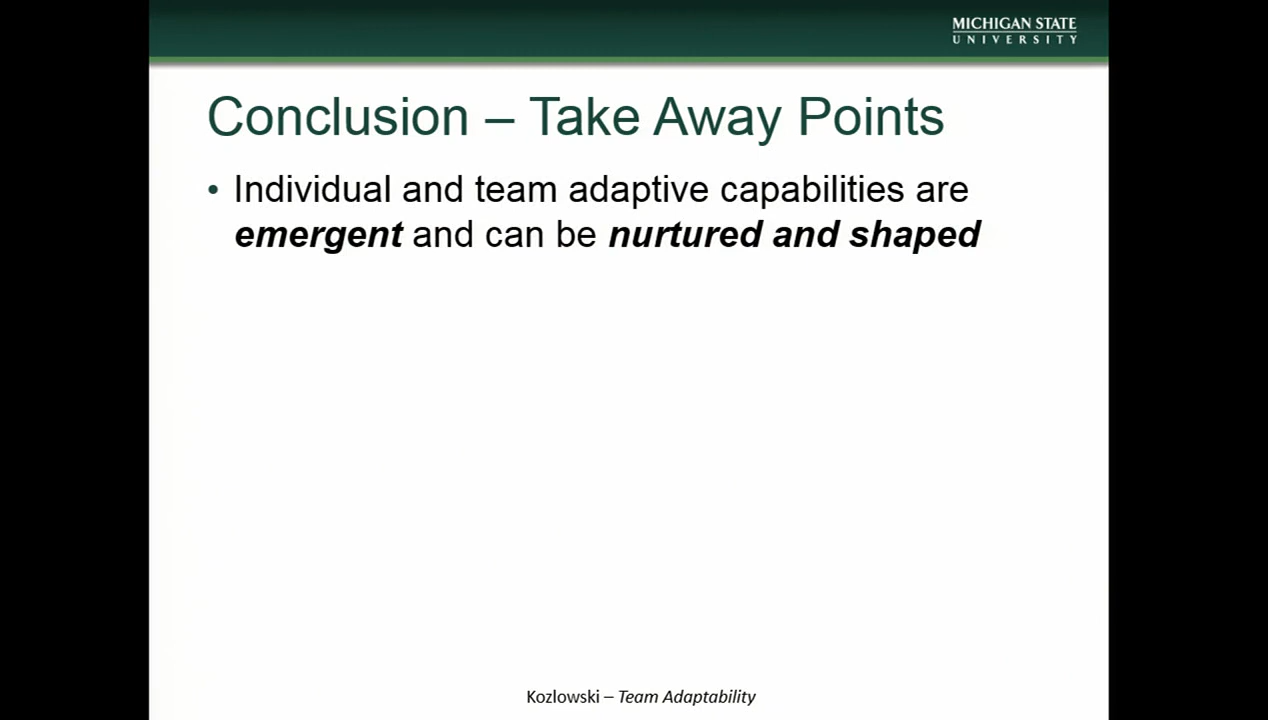 MICHIGAN STATE
UNIVERSITY
Conclusion – Take Away Points
• Individual and team adaptive capabilities are
emergent and can be nurtured and shaped
Kozlowski – Team Adaptability